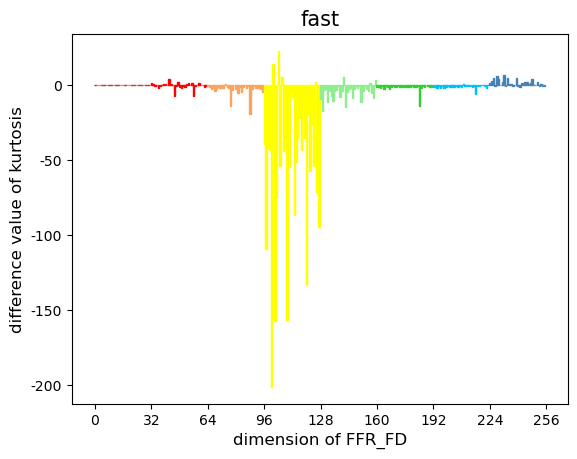 fast
difference value of kurtosis
0
-50
-100
-150
-200
0 32 64 96 128 160 192 224 256
dimension of FFR_FD